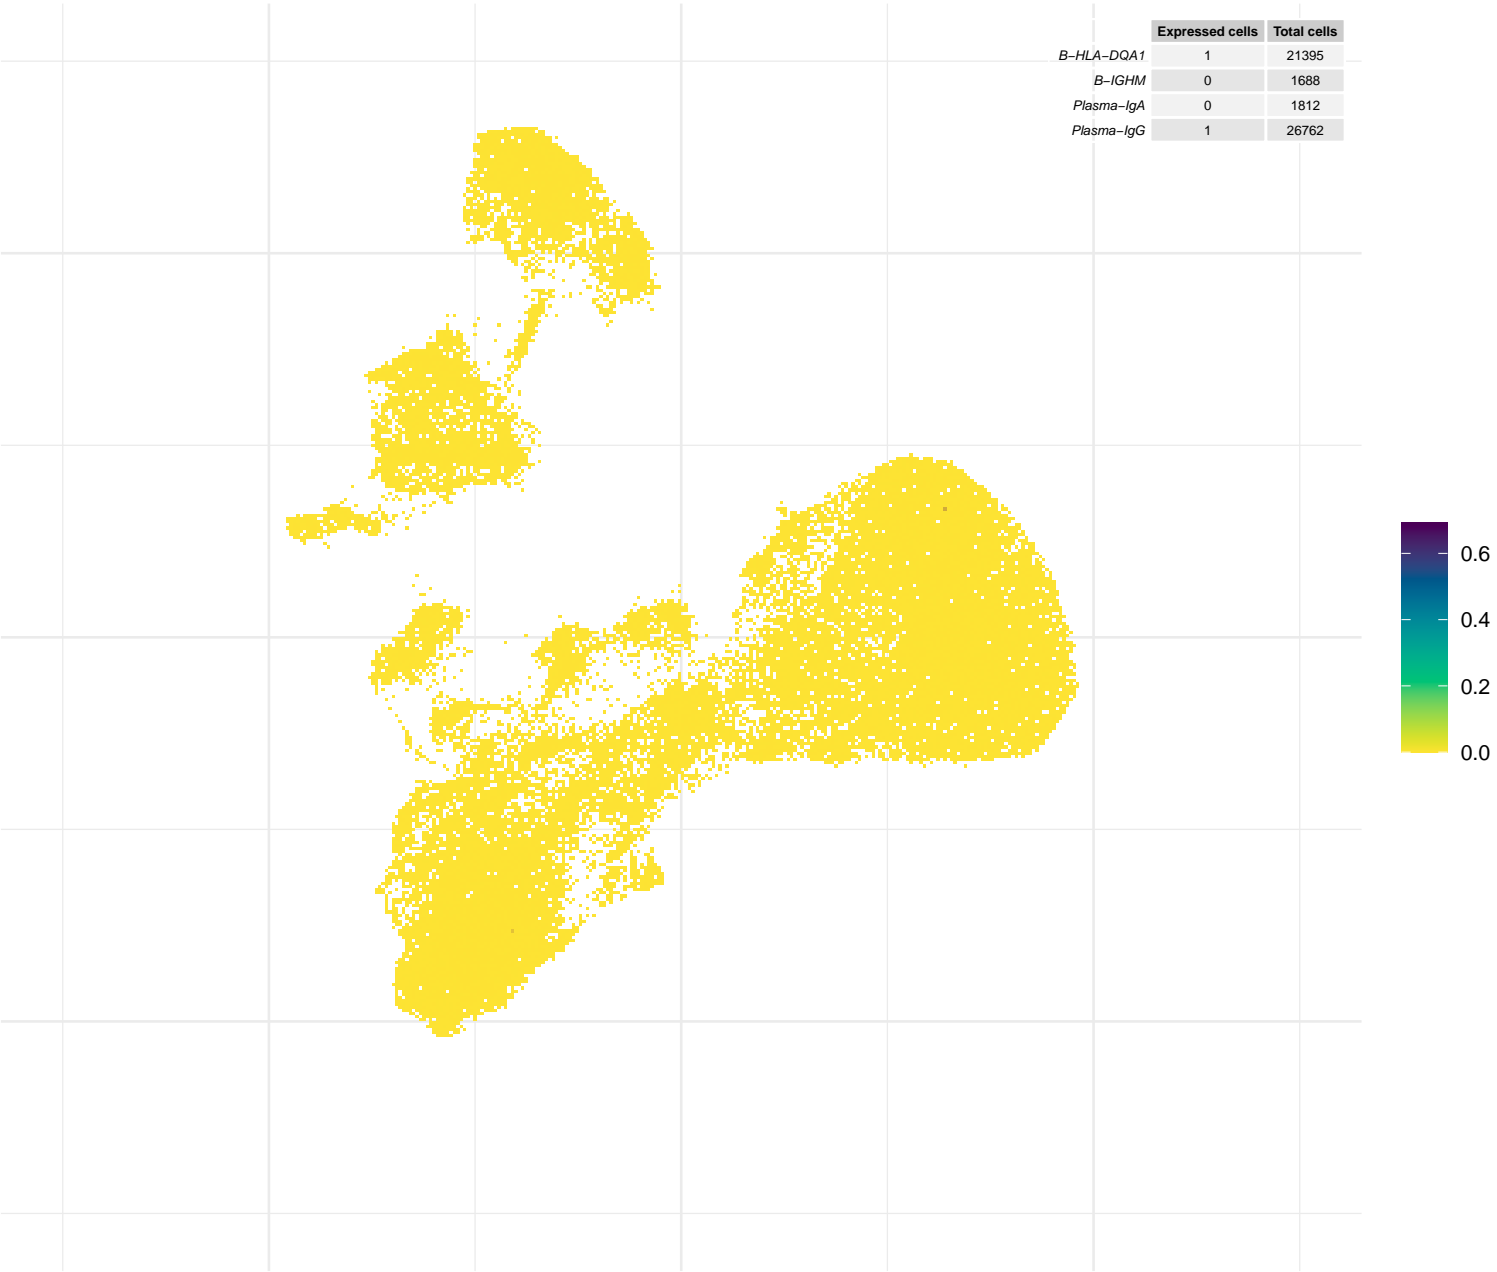 Expressed cells Total cells
B−HLA−DQA1 1 21395
B−IGHM 0 1688
Plasma−IgA 0 1812
Plasma−IgG 1 26762
0.6
0.4
0.2
0.0